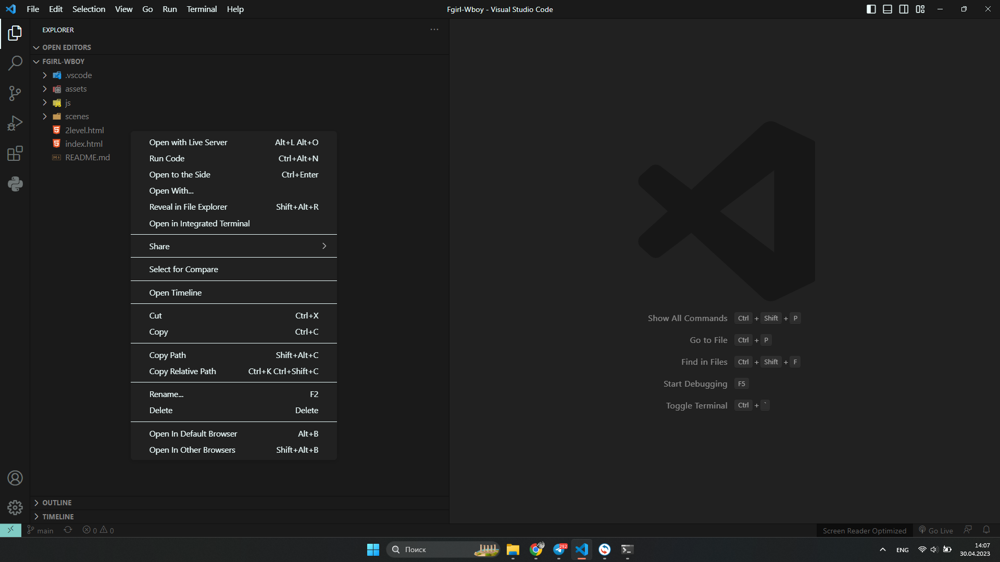 File Edit Selection View Go Run Terminal Help
Fgirl-Wboy - Visual Studio Code
EXPLORER
OPEN EDITORS
FGIRL-WBOY
.vscode
assets
js
scenes
2level.html
index.html
README.md
Open with Live Server Alt+L Alt+O
Run Code Ctrl+Alt+N
Open to the Side Ctrl+Enter
Open With...
Reveal in File Explorer Shift+Alt+R
Open in Integrated Terminal
Share
Select for Compare
Open Timeline
Cut Ctrl+X
Copy Ctrl+C
Copy Path Shift+Alt+C
Copy Relative Path Ctrl+K Ctrl+Shift+C
Rename... F2
Delete Delete
Open In Default Browser Alt+B
Open In Other Browsers Shift+Alt+B
Show All Commands Ctrl + Shift + P
Go to File Ctrl + P
Find in Files Ctrl + Shift + F
Start Debugging F5
Toggle Terminal Ctrl + `
OUTLINE
TIMELINE
main 0 0
Screen Reader Optimized Go Live
Поиск
292
ENG
14:07
30.04.2023